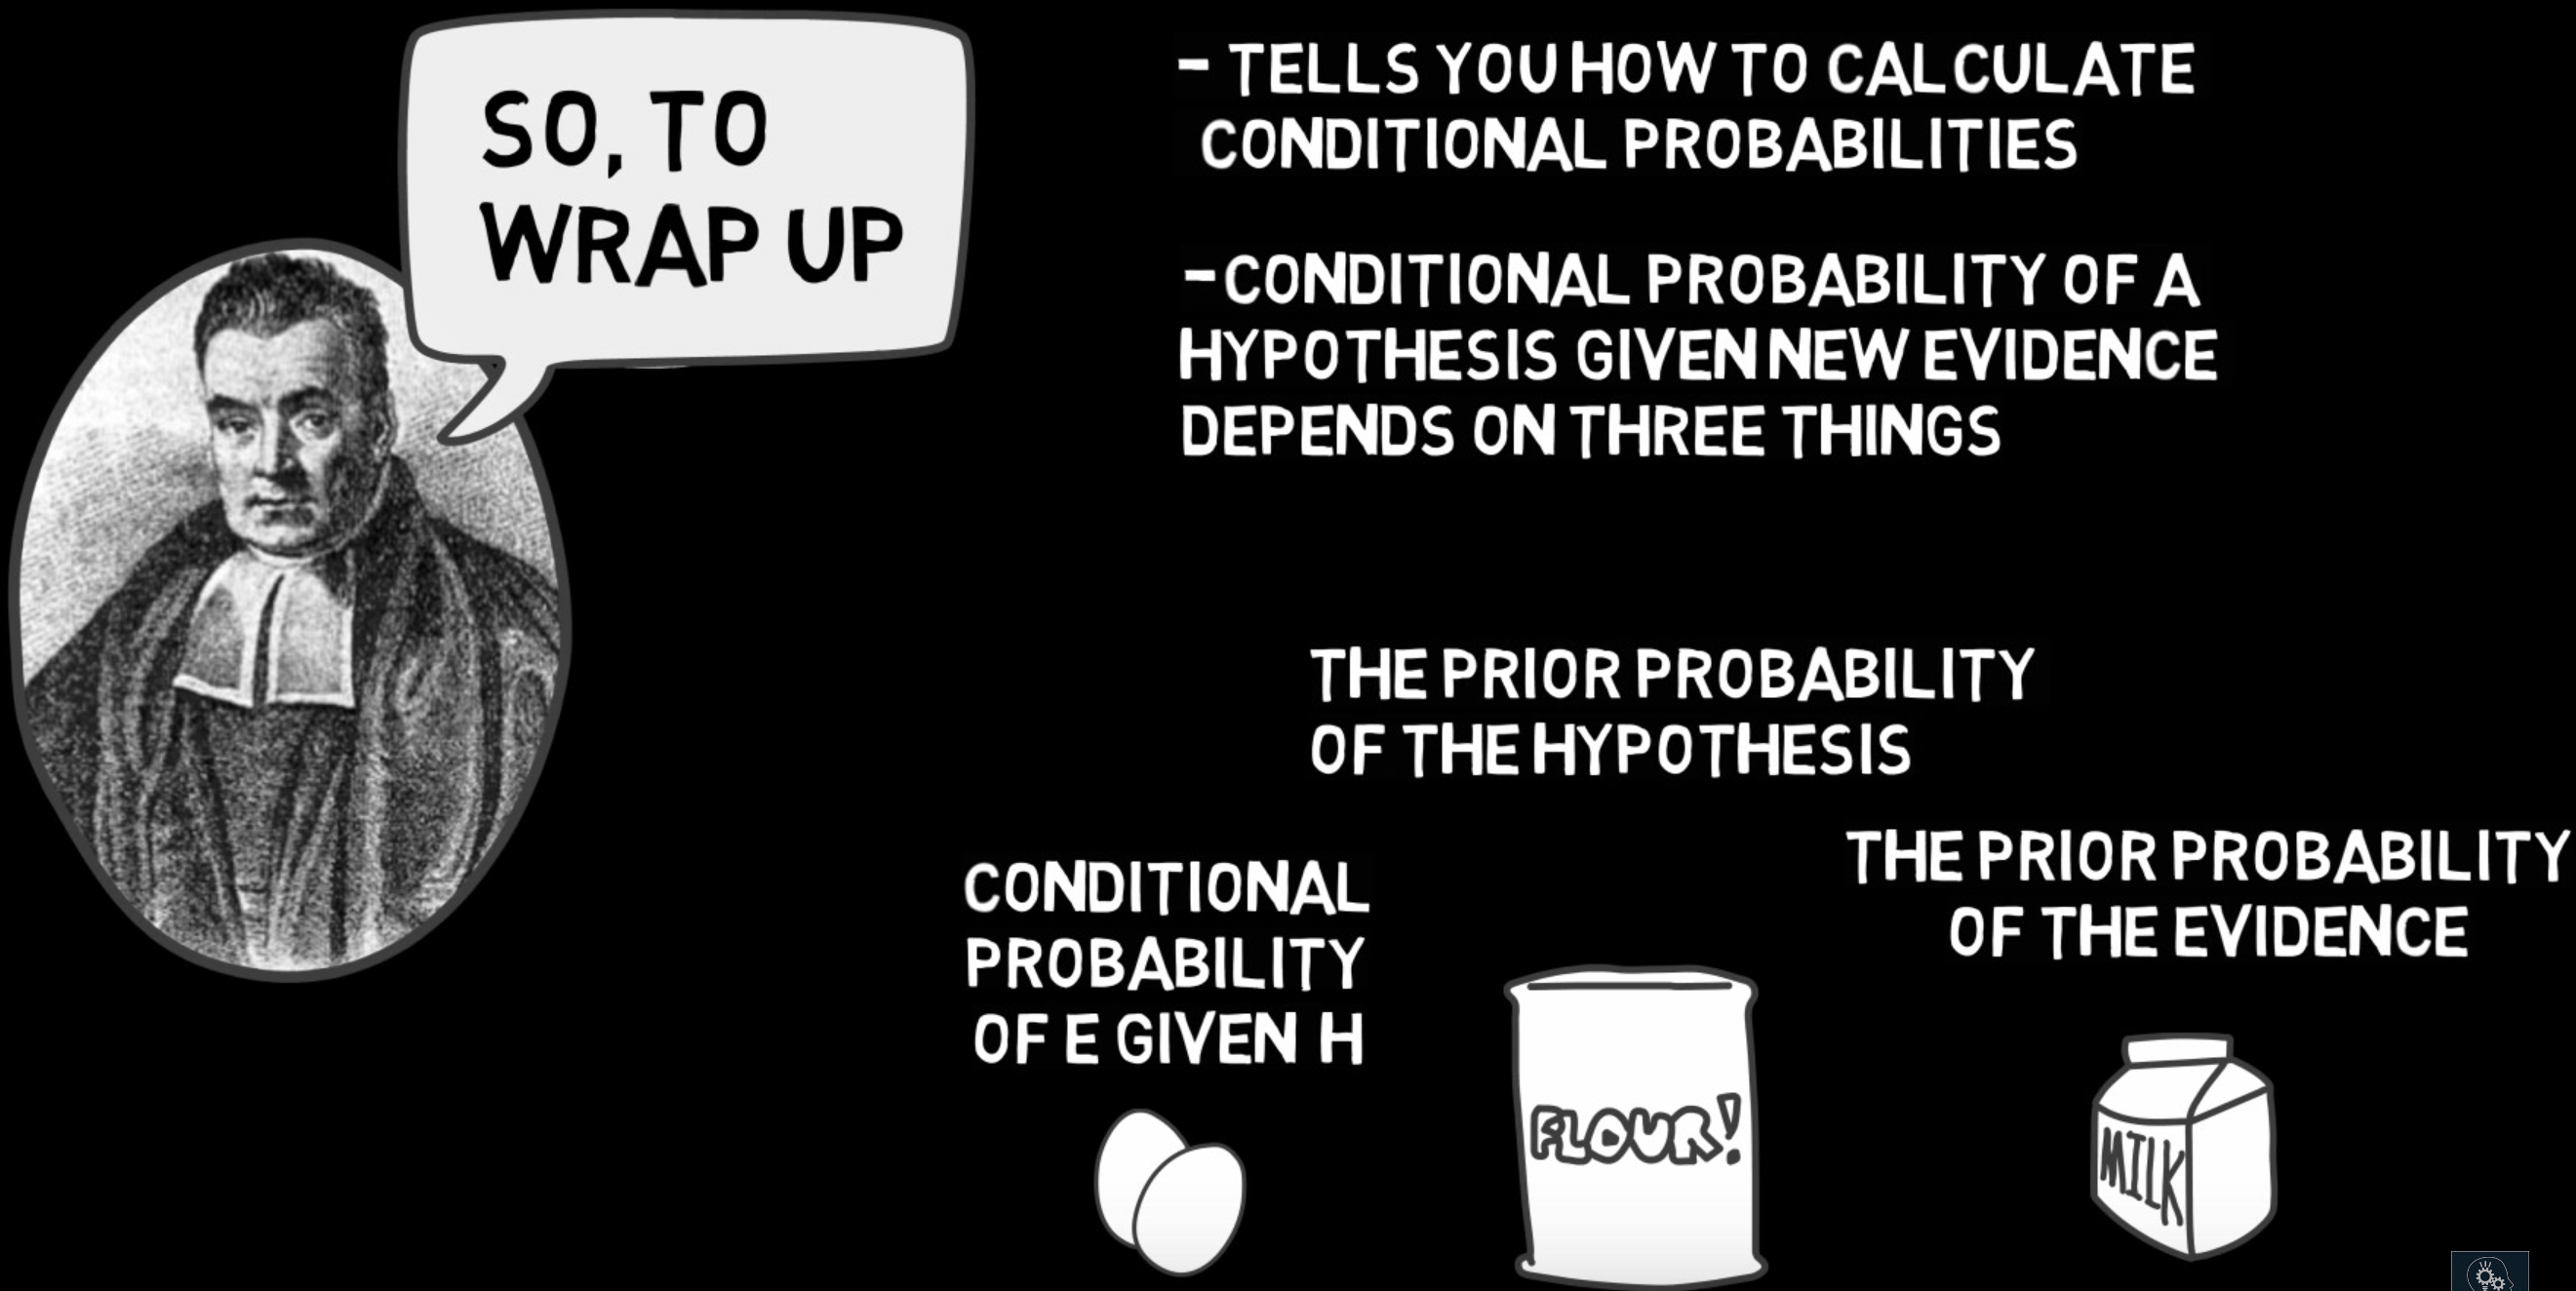 SO, TO
WRAP UP
- TELLS YOU HOW TO CALCULATE
CONDITIONAL PROBABILITIES
-CONDITIONAL PROBABILITY OF A
HYPOTHESIS GIVEN NEW EVIDENCE
DEPENDS ON THREE THINGS
THE PRIOR PROBABILITY
OF THE HYPOTHESIS
CONDITIONAL
PROBABILITY
OF E GIVEN H
THE PRIOR PROBABILITY
OF THE EVIDENCE
FLOUR!
MILK